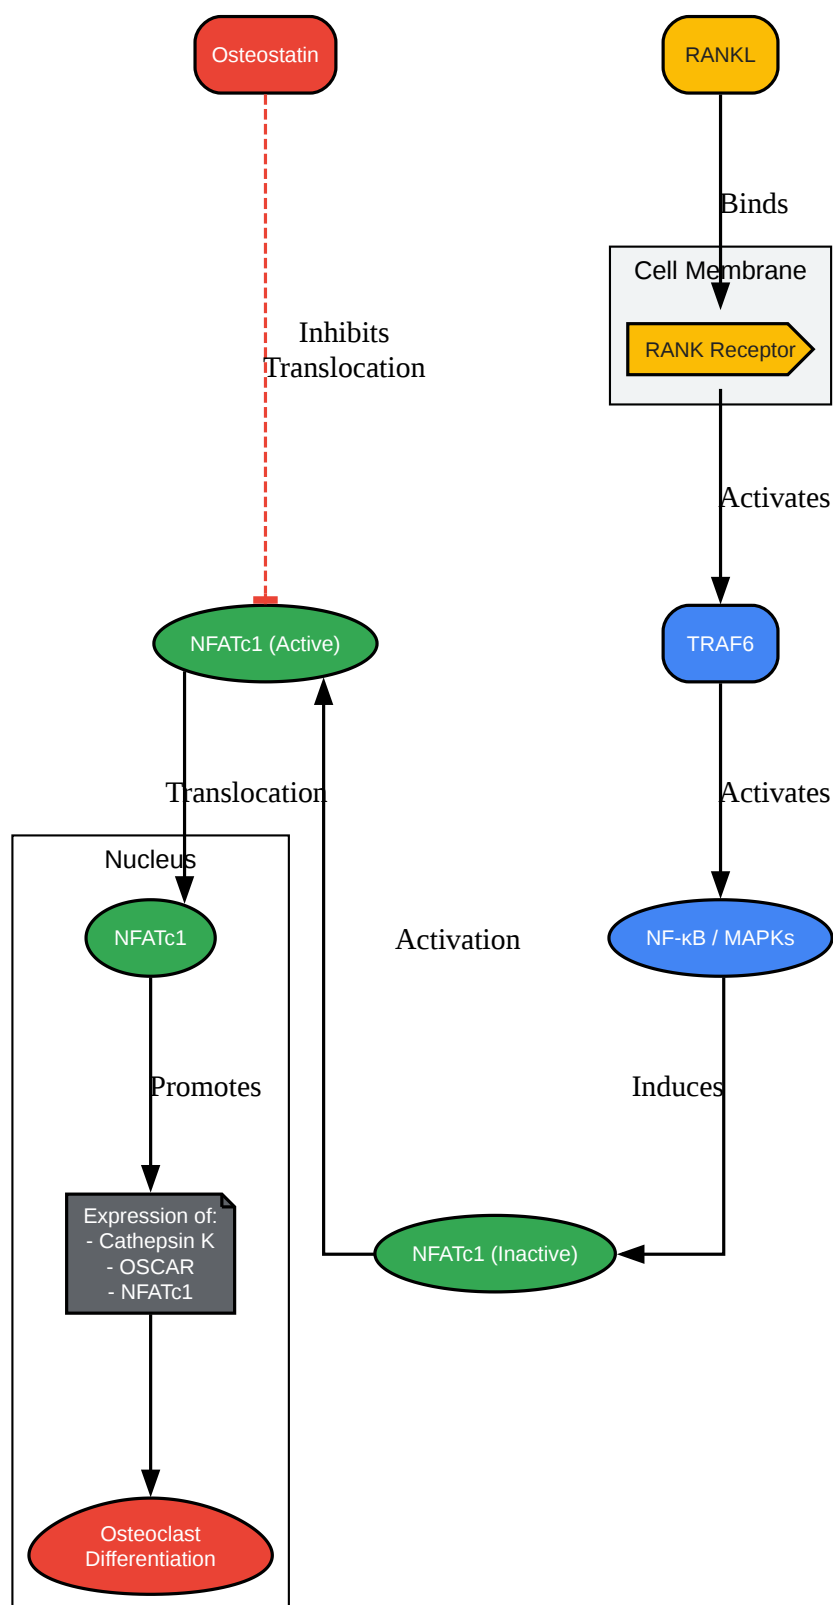 Osteostatin
RANKL
Binds
Cell Membrane
Inhibits
Translocation
RANK Receptor
Activates
NFATc1 (Active)
TRAF6
Translocation
Activates
Nucleus
NFATc1
Activation
NF-κB / MAPKs
Promotes
Induces
Expression of:
- Cathepsin K
- OSCAR
- NFATc1
NFATc1 (Inactive)
Osteoclast
Differentiation